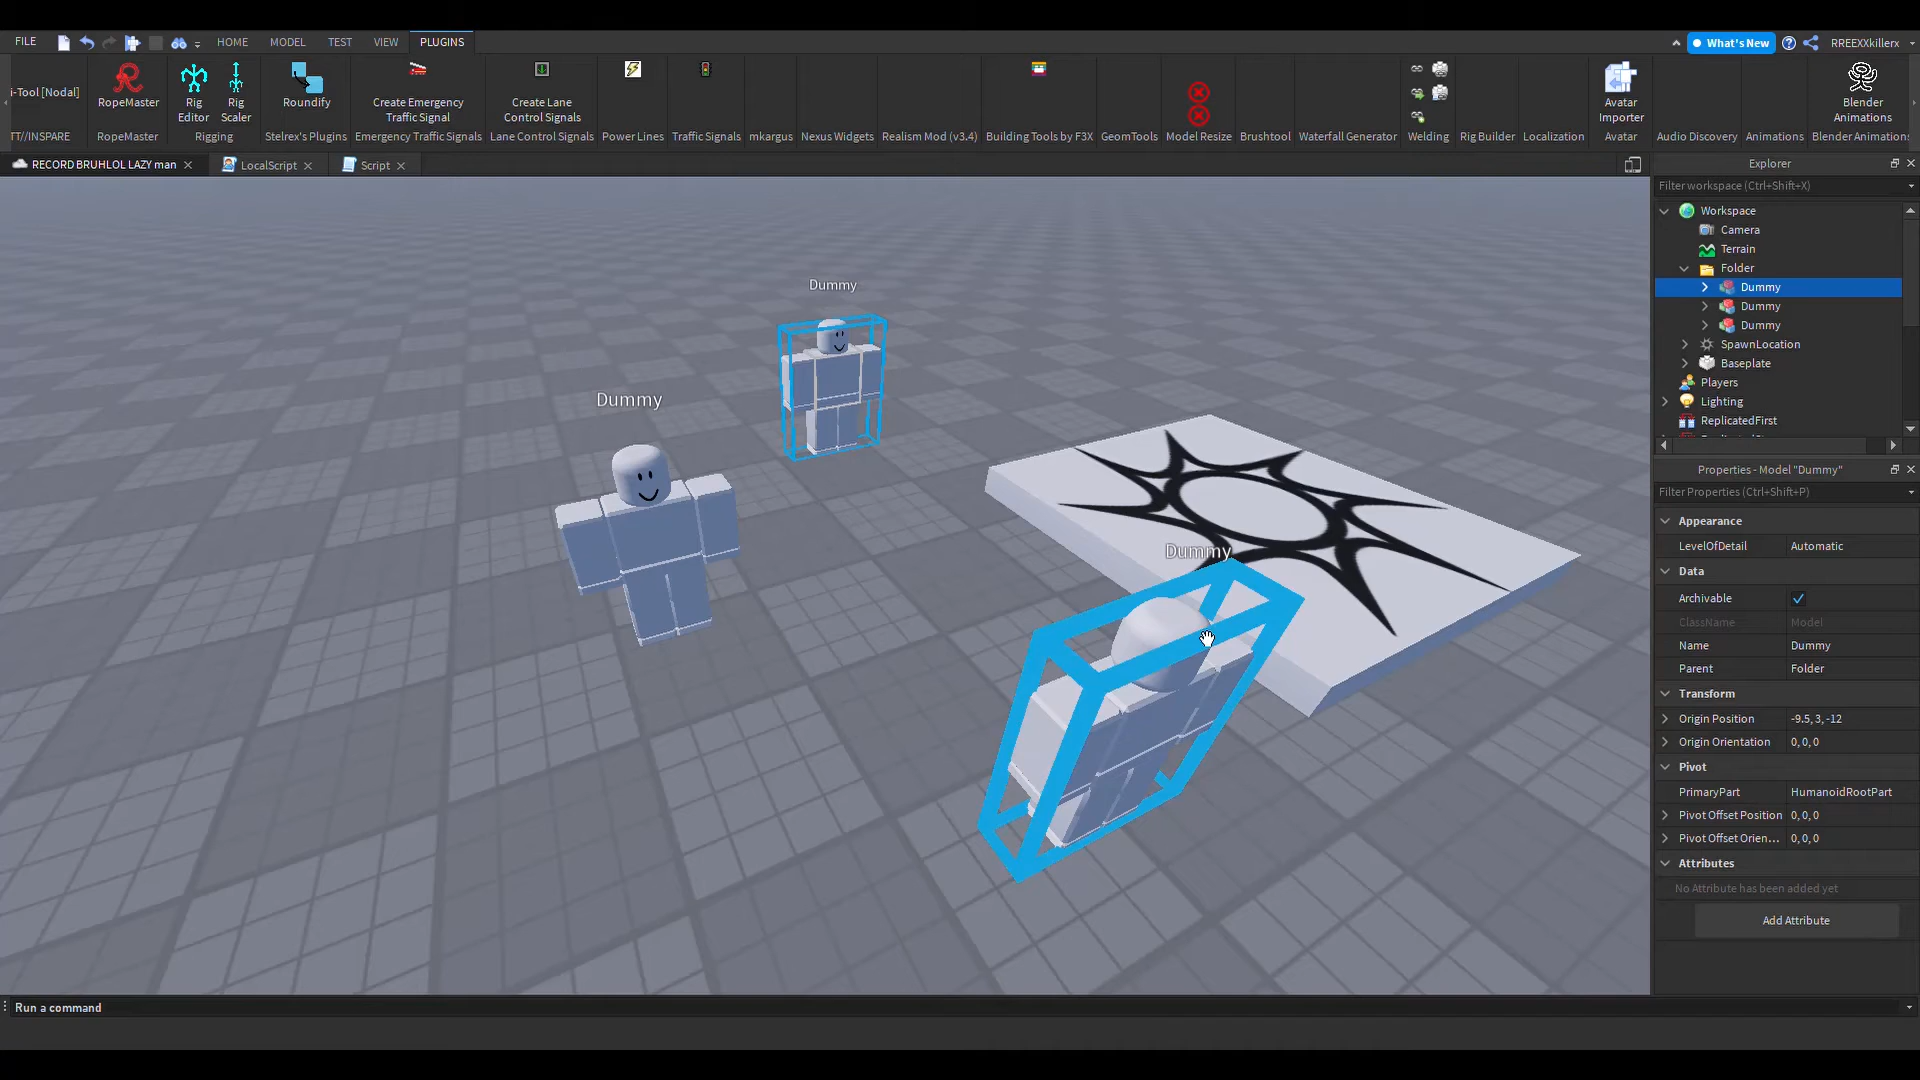 FILE HOME MODEL TEST VIEW PLUGINS What's New RREEXXkillerx
i-Tool [Nodal] RopeMaster Rig Editor Rig Scaler Roundify Create Emergency Traffic Signal Create Lane Control Signals Avatar Importer Blender Animations
TT//INSPARE RopeMaster Rigging Stelrex's Plugins Emergency Traffic Signals Lane Control Signals Power Lines Traffic Signals mkargus Nexus Widgets Realism Mod (v3.4) Building Tools by F3X GeomTools Model Resize Brushtool Waterfall Generator Welding Rig Builder Localization Avatar Audio Discovery Animations Blender Animations
RECORD BRUHLOL LAZY man LocalScript Script
Dummy
Dummy
Dummy
Explorer
Filter workspace (Ctrl+Shift+X)
Workspace
Camera
Terrain
Folder
Dummy
Dummy
Dummy
SpawnLocation
Baseplate
Players
Lighting
ReplicatedFirst
Properties - Model "Dummy"
Filter Properties (Ctrl+Shift+P)
Appearance
LevelOfDetail Automatic
Data
Archivable
ClassName Model
Name Dummy
Parent Folder
Transform
Origin Position -9.5, 3, -12
Origin Orientation 0, 0, 0
Pivot
PrimaryPart HumanoidRootPart
Pivot Offset Position 0, 0, 0
Pivot Offset Orien... 0, 0, 0
Attributes
No Attribute has been added yet
Add Attribute
Run a command